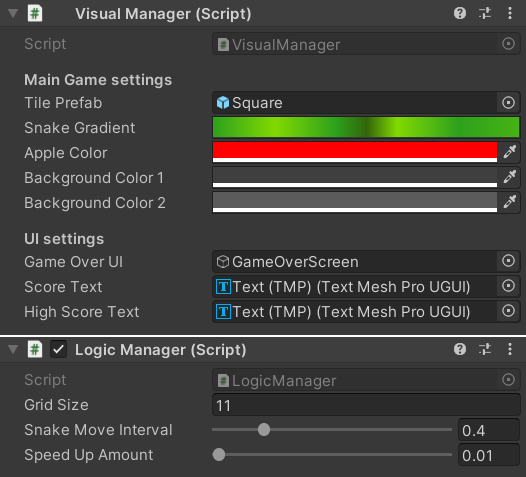 Visual Manager (Script)
Script VisualManager
Main Game settings
Tile Prefab Square
Snake Gradient
Apple Color
Background Color 1
Background Color 2
UI settings
Game Over UI GameOverScreen
Score Text Text (TMP) (Text Mesh Pro UGUI)
High Score Text Text (TMP) (Text Mesh Pro UGUI)
Logic Manager (Script)
Script LogicManager
Grid Size 11
Snake Move Interval 0.4
Speed Up Amount 0.01